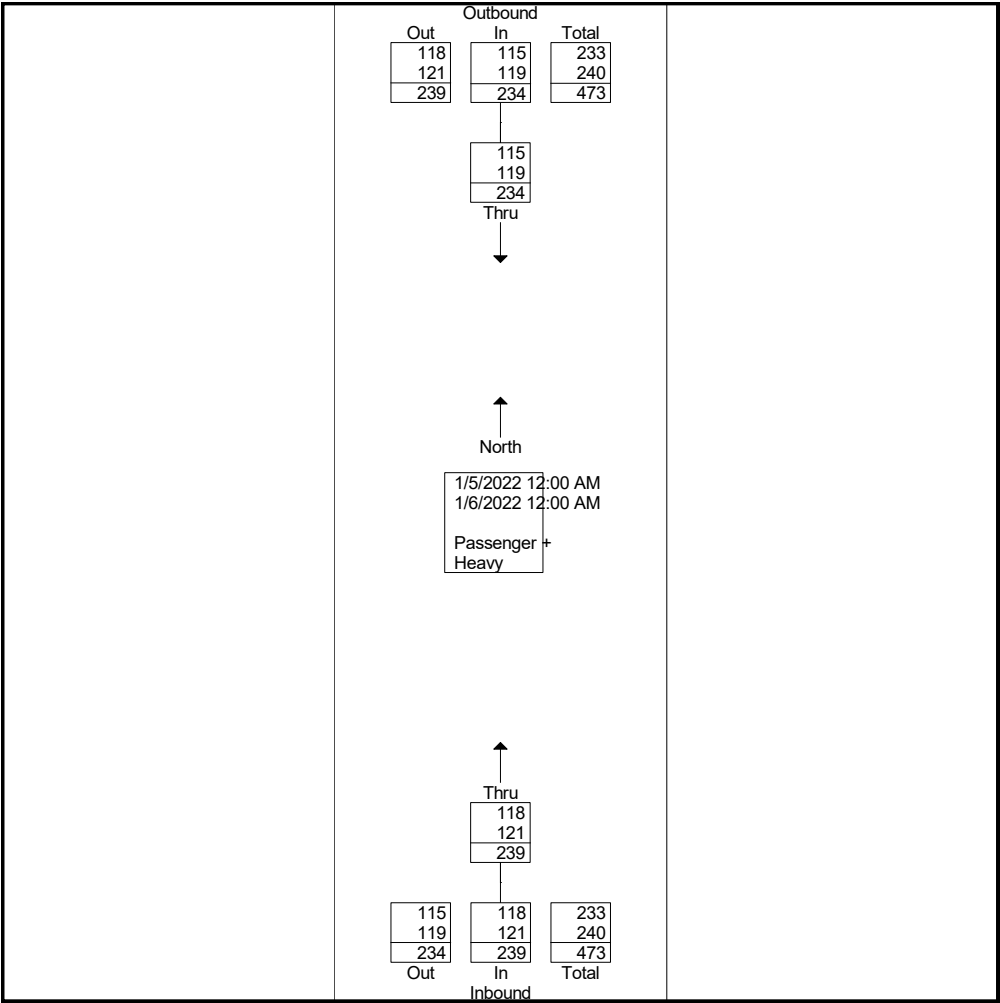 Outbound
Out In Total
118 115 233
121 119 240
239 234 473
115
119
234
Thru
North
1/5/2022 12:00 AM
1/6/2022 12:00 AM
Passenger +
Heavy
Thru
118
121
239
115 118 233
119 121 240
234 239 473
Out In Total
Inbound